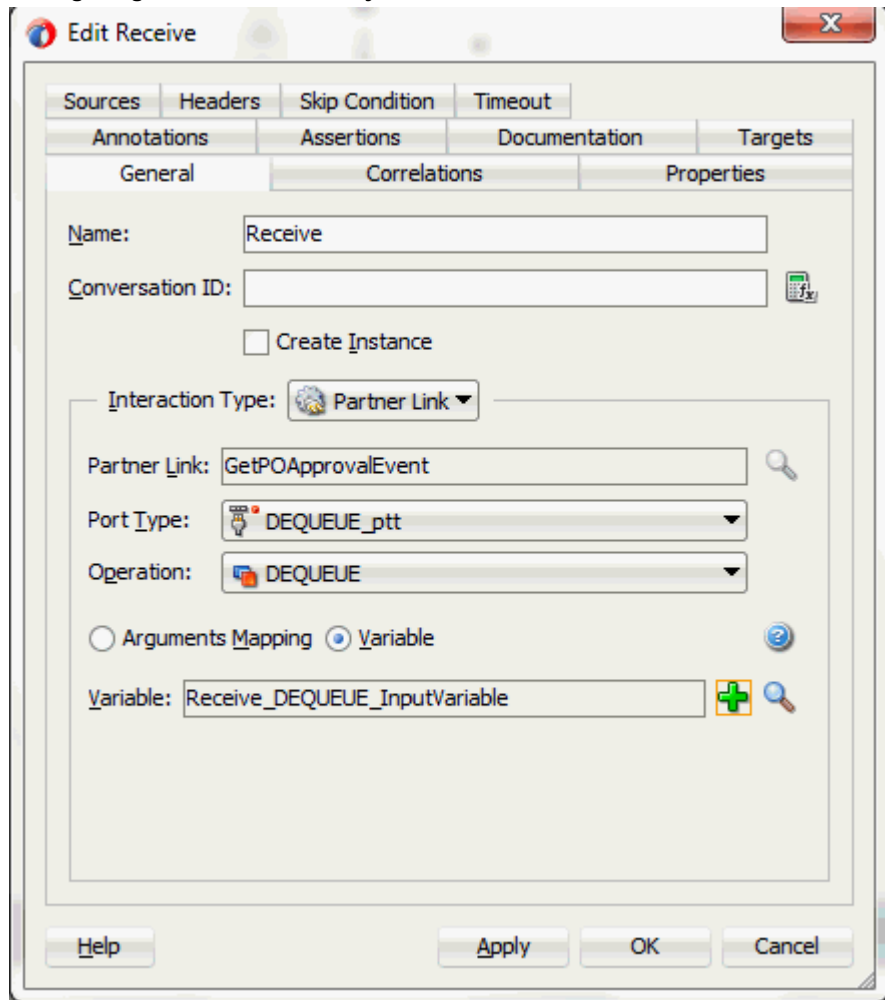 Edit Receive
Sources Headers Skip Condition Timeout
Annotations Assertions Documentation Targets
General Correlations Properties
Name: Receive
Conversation ID:
Create Instance
Interaction Type: Partner Link
Partner Link: GetPOApprovalEvent
Port Type: DEQUEUE_ptt
Operation: DEQUEUE
Arguments Mapping Variable
Variable: Receive_DEQUEUE_InputVariable
Help Apply OK Cancel